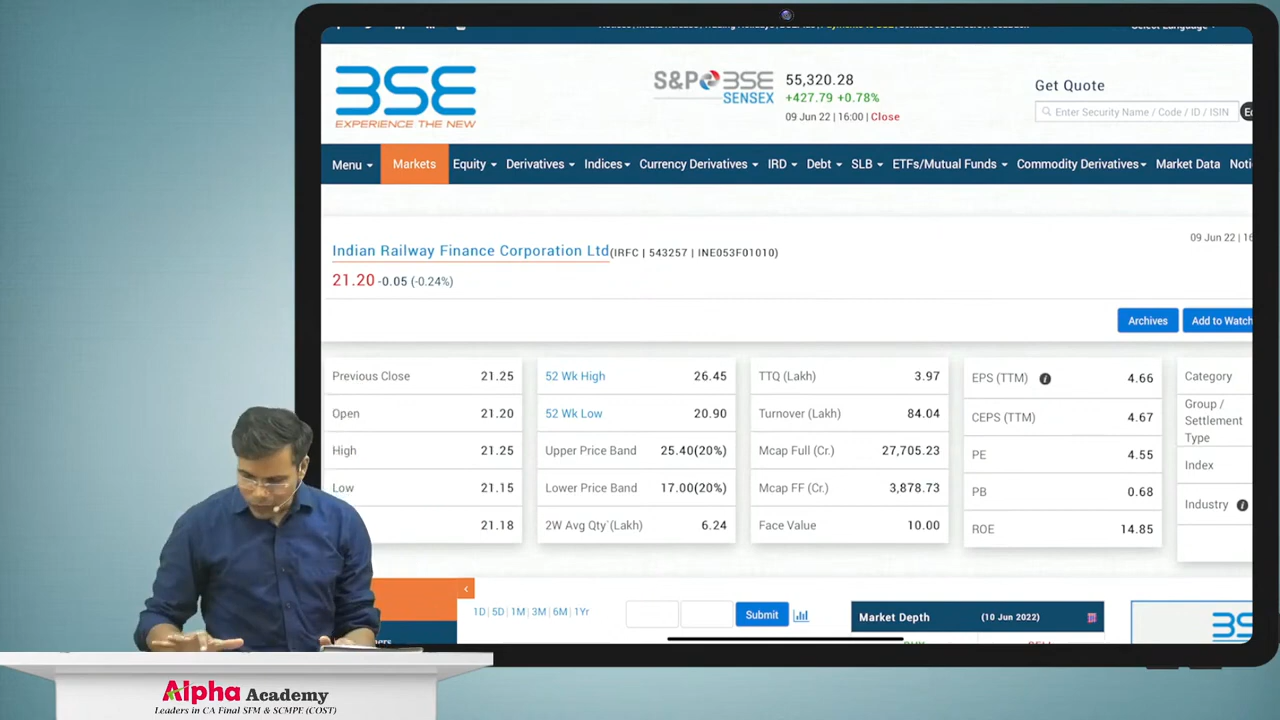 Select Language
BSE
EXPERIENCE THE NEW
S&P BSE
SENSEX
55,320.28
+427.79 +0.78%
09 Jun 22 | 16:00 | Close
Get Quote
Enter Security Name / Code / ID / ISIN
Menu Markets Equity Derivatives Indices Currency Derivatives IRD Debt SLB ETFs/Mutual Funds Commodity Derivatives Market Data Noti
Indian Railway Finance Corporation Ltd(IRFC | 543257 | INE053F01010)
09 Jun 22 | 16
21.20 -0.05 (-0.24%)
Archives
Add to Watch
Previous Close 21.25
Open 21.20
High 21.25
Low 21.15
21.18
52 Wk High 26.45
52 Wk Low 20.90
Upper Price Band 25.40(20%)
Lower Price Band 17.00(20%)
2W Avg Qty (Lakh) 6.24
TTQ (Lakh) 3.97
Turnover (Lakh) 84.04
Mcap Full (Cr.) 27,705.23
Mcap FF (Cr.) 3,878.73
Face Value 10.00
EPS (TTM) 4.66
CEPS (TTM) 4.67
PE 4.55
PB 0.68
ROE 14.85
Category
Group /
Settlement
Type
Index
Industry
1D| 5D| 1M| 3M| 6M| 1Yr
Submit
Market Depth (10 Jun 2022)
Alpha Academy
Leaders in CA Final SFM & SCMPE (COST)